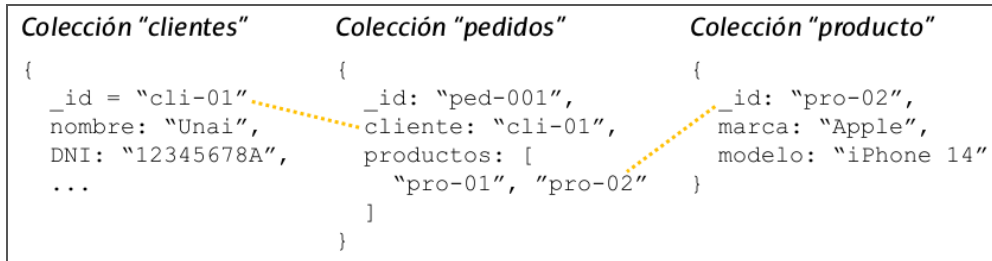 Colección “clientes”
{
_id = “cli-01”
nombre: “Unai”,
DNI: “12345678A”,
...
Colección “pedidos”
{
_id: “ped-001”,
cliente: “cli-01”,
productos: [
“pro-01”, ”pro-02”
]
}
Colección “producto”
{
_id: “pro-02”,
marca: “Apple”,
modelo: “iPhone 14”
}